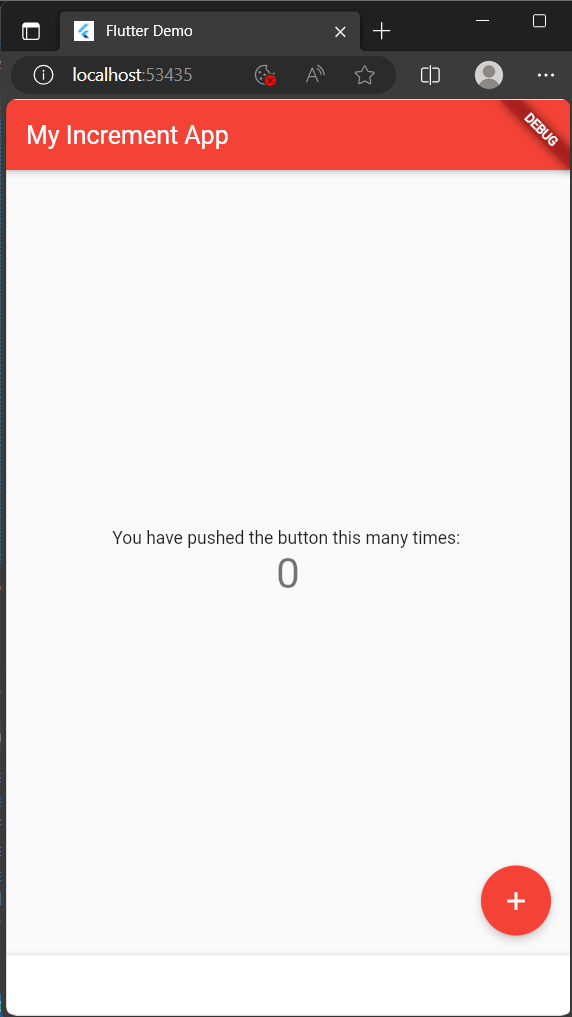 Flutter Demo
localhost:53435
My Increment App
DEBUG
You have pushed the button this many times:
0